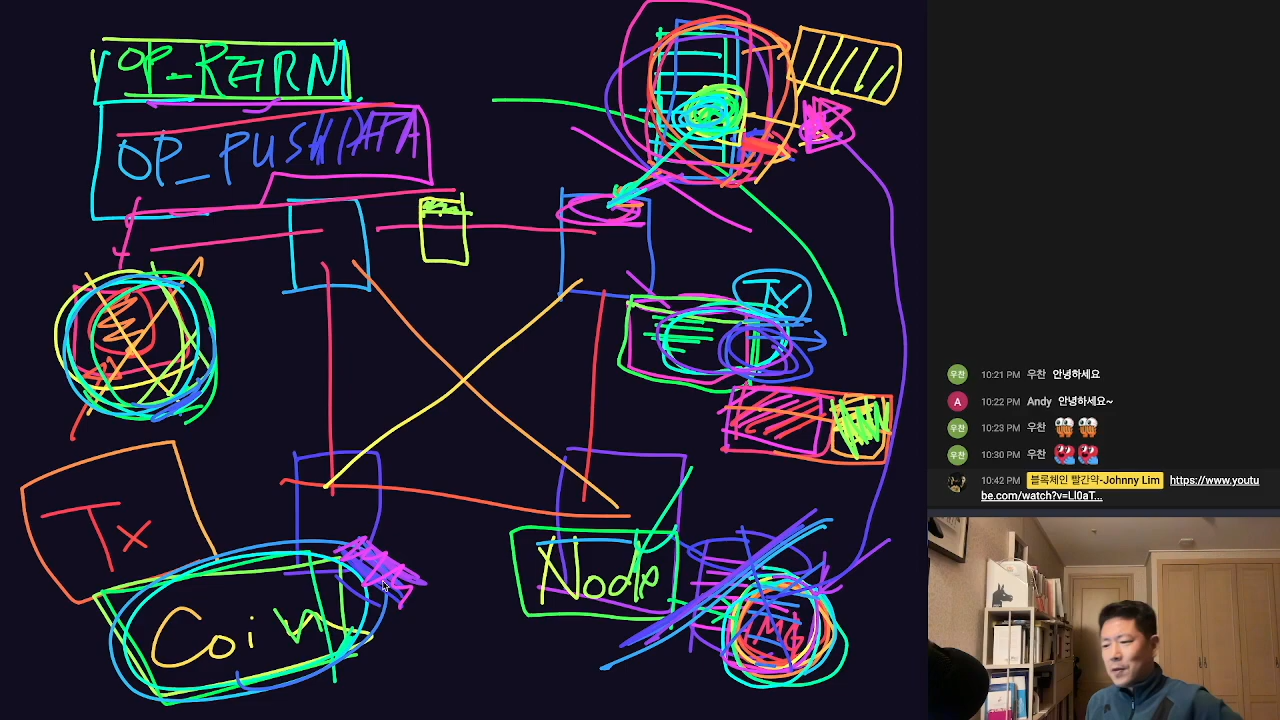 OP_RETRN
OP_PUSHDATA
Tx
Tx
Coin
Node
10:21 PM 우찬 안녕하세요
10:22 PM Andy 안녕하세요~
10:23 PM 우찬
10:30 PM 우찬
10:42 PM 블록체인 빨간약-Johnny Lim https://www.youtu
be.com/watch?v=LI0aT...